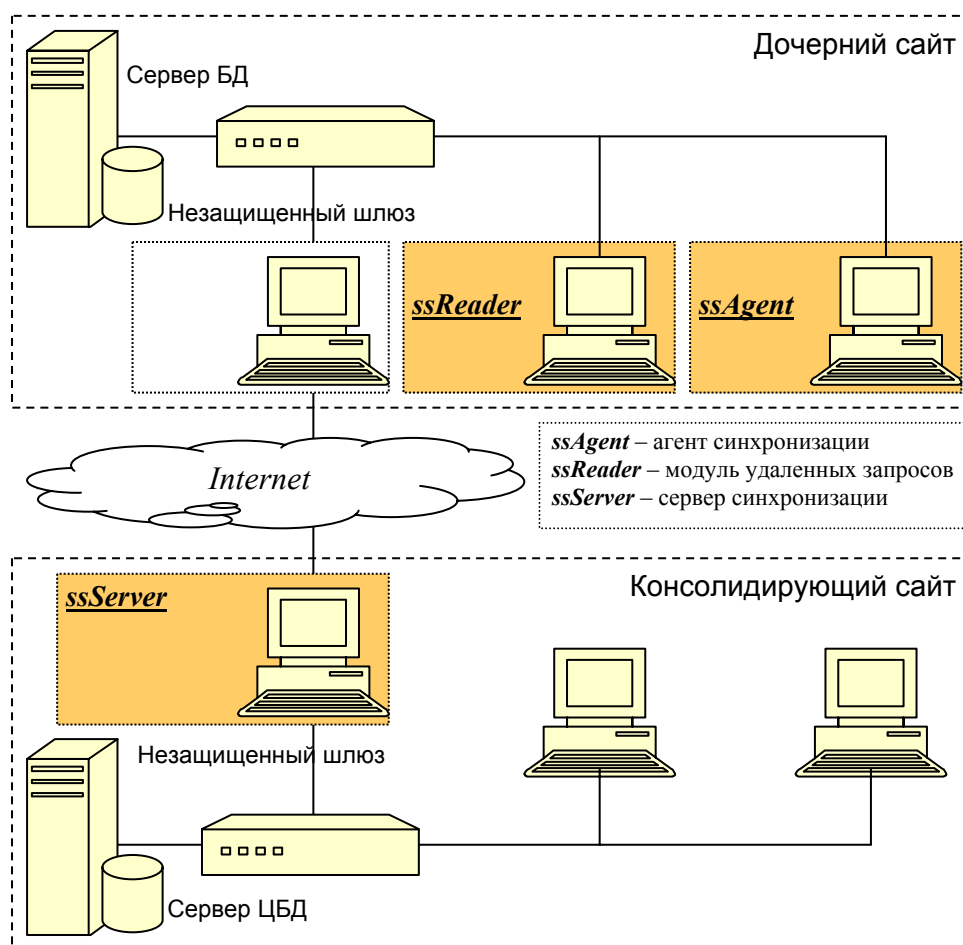 Дочерний сайт
Сервер БД
Незащищенный шлюз
ssReader
ssAgent
ssAgent – агент синхронизации
ssReader – модуль удаленных запросов
ssServer – сервер синхронизации
Internet
Консолидирующий сайт
ssServer
Незащищенный шлюз
Сервер ЦБД